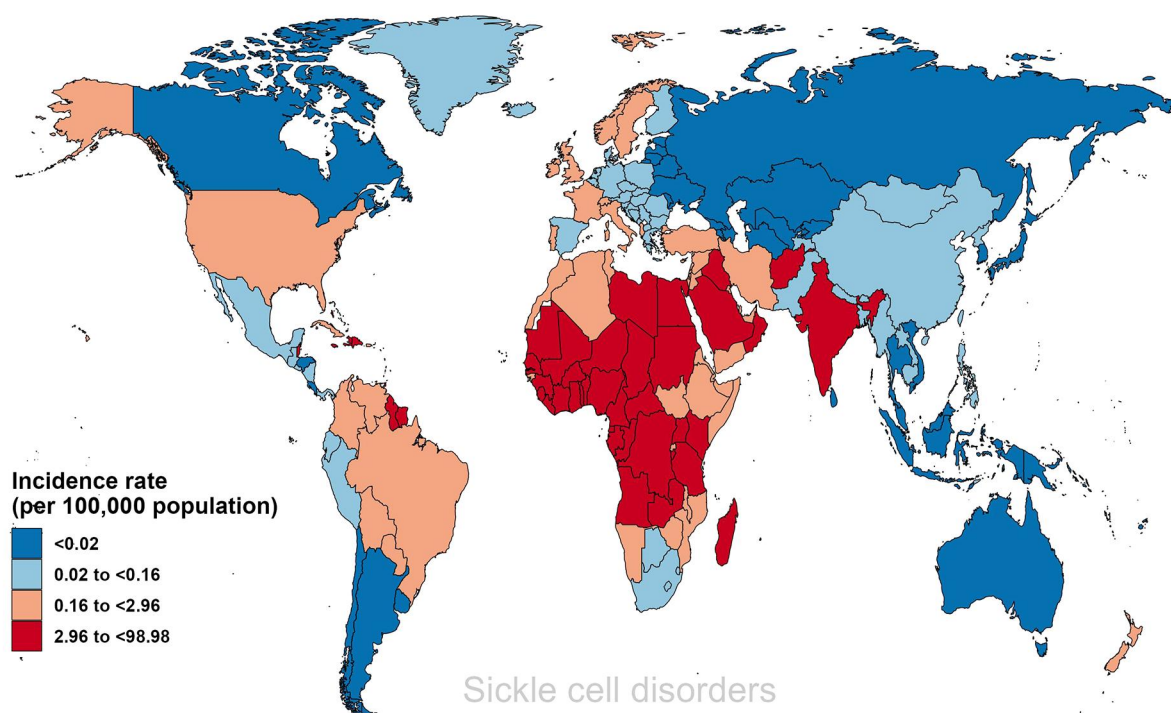 Incidence rate
(per 100,000 population)
<0.02
0.02 to <0.16
0.16 to <2.96
2.96 to <98.98
Sickle cell disorders